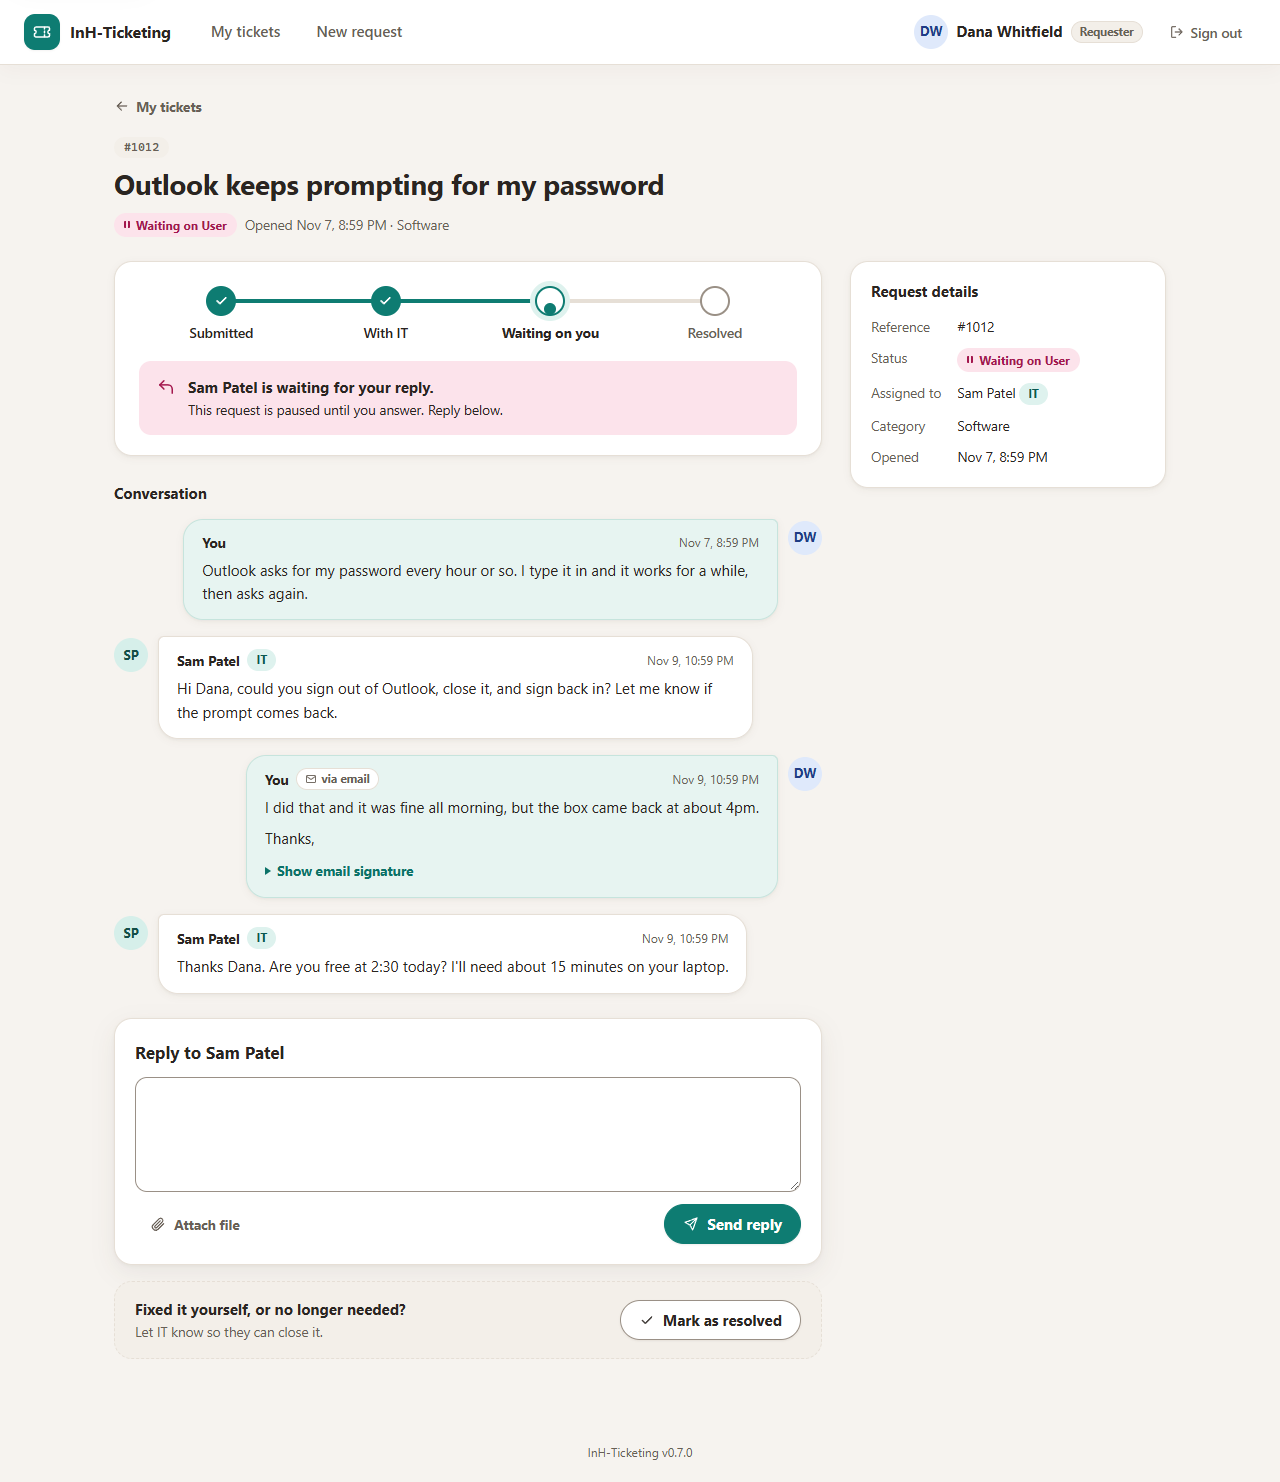 InH-Ticketing
My tickets
New request
DW
Dana Whitfield
Requester
Sign out
My tickets
#1012
Outlook keeps prompting for my password
Waiting on User
Opened Nov 7, 8:59 PM · Software
Submitted
With IT
Waiting on you
Resolved
Sam Patel is waiting for your reply.
This request is paused until you answer. Reply below.
Request details
Reference #1012
Status Waiting on User
Assigned to Sam Patel IT
Category Software
Opened Nov 7, 8:59 PM
Conversation
You Nov 7, 8:59 PM
DW
Outlook asks for my password every hour or so. I type it in and it works for a while,
then asks again.
SP
Sam Patel IT Nov 9, 10:59 PM
Hi Dana, could you sign out of Outlook, close it, and sign back in? Let me know if
the prompt comes back.
You via email Nov 9, 10:59 PM
DW
I did that and it was fine all morning, but the box came back at about 4pm.
Thanks,
Show email signature
SP
Sam Patel IT Nov 9, 10:59 PM
Thanks Dana. Are you free at 2:30 today? I'll need about 15 minutes on your laptop.
Reply to Sam Patel
Attach file
Send reply
Fixed it yourself, or no longer needed?
Let IT know so they can close it.
Mark as resolved
InH-Ticketing v0.7.0